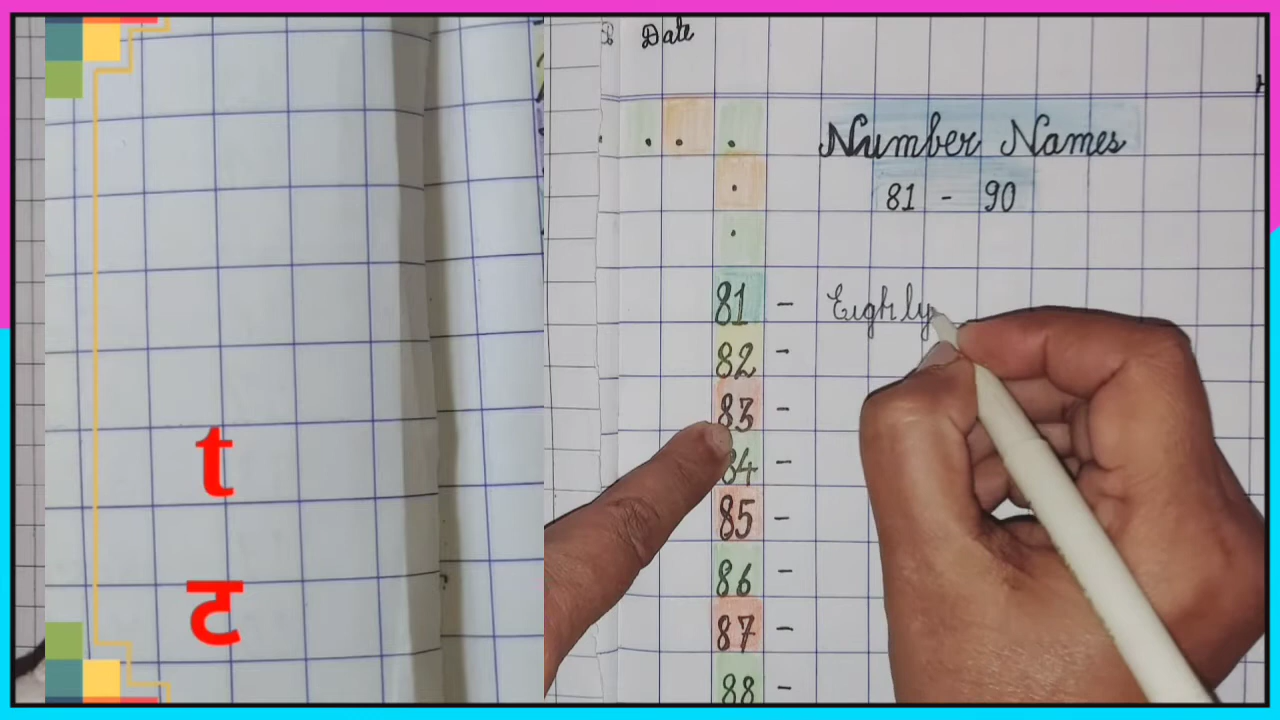 t
ट
Date
Number Names
81 - 90
81 - Eighty
82 -
83 -
84 -
85 -
86 -
87 -
88 -